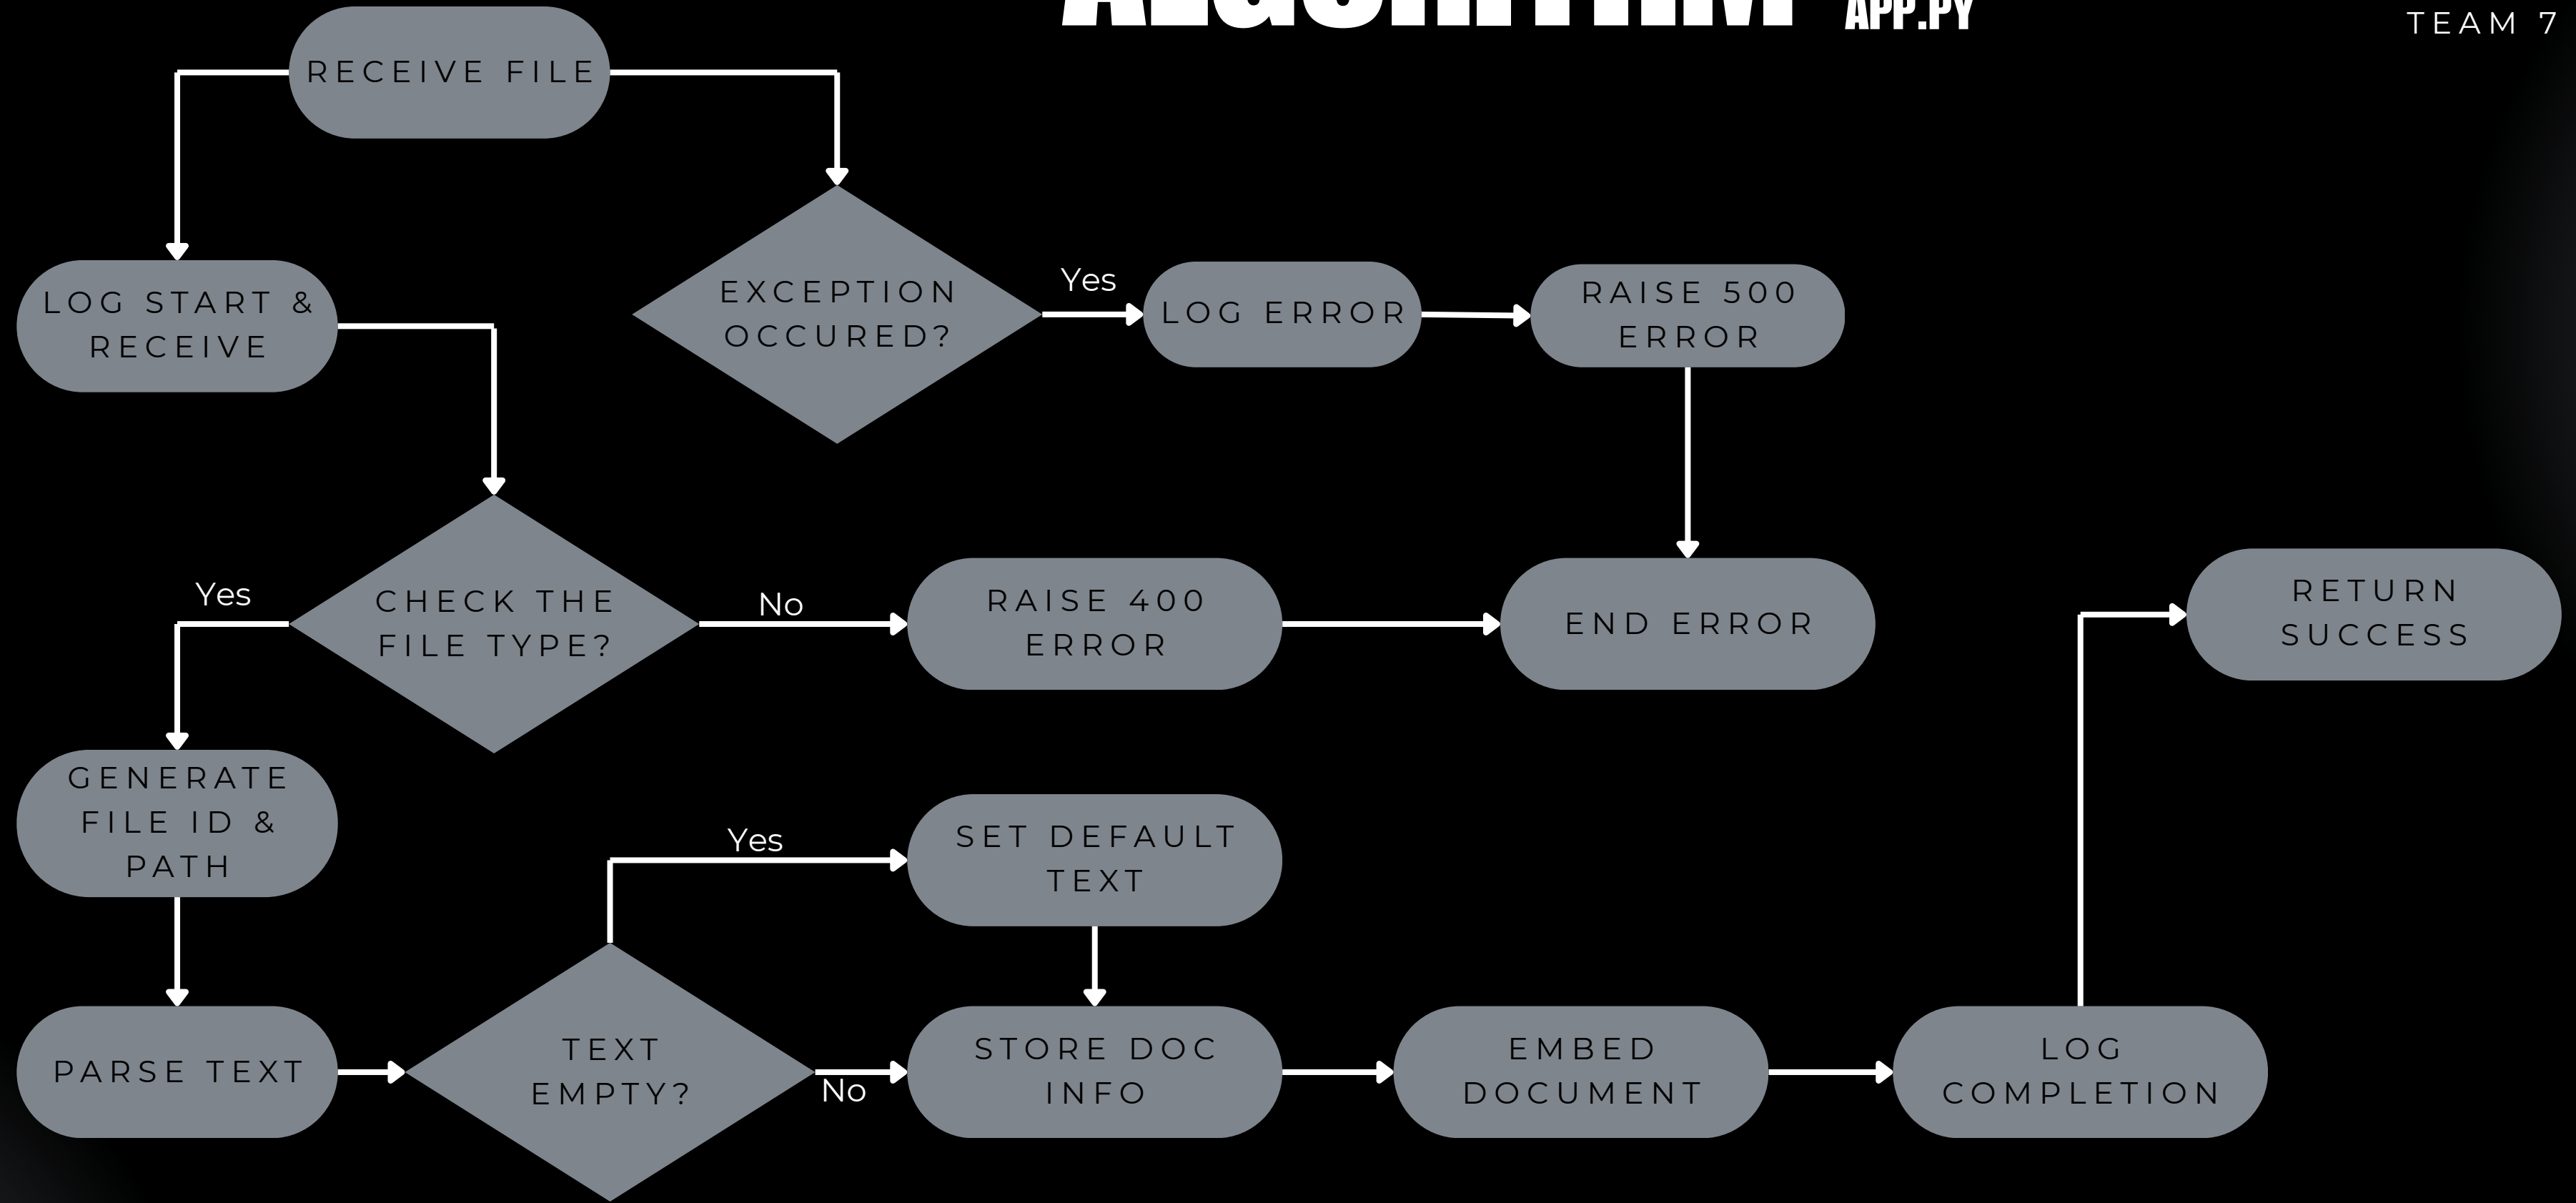 ALGORITHM APP.PY
TEAM 7
RECEIVE FILE
LOG START &
RECEIVE
EXCEPTION
OCCURED?
Yes
LOG ERROR
RAISE 500
ERROR
CHECK THE
FILE TYPE?
Yes
No
RAISE 400
ERROR
END ERROR
RETURN
SUCCESS
GENERATE
FILE ID &
PATH
Yes
SET DEFAULT
TEXT
PARSE TEXT
TEXT
EMPTY?
No
STORE DOC
INFO
EMBED
DOCUMENT
LOG
COMPLETION